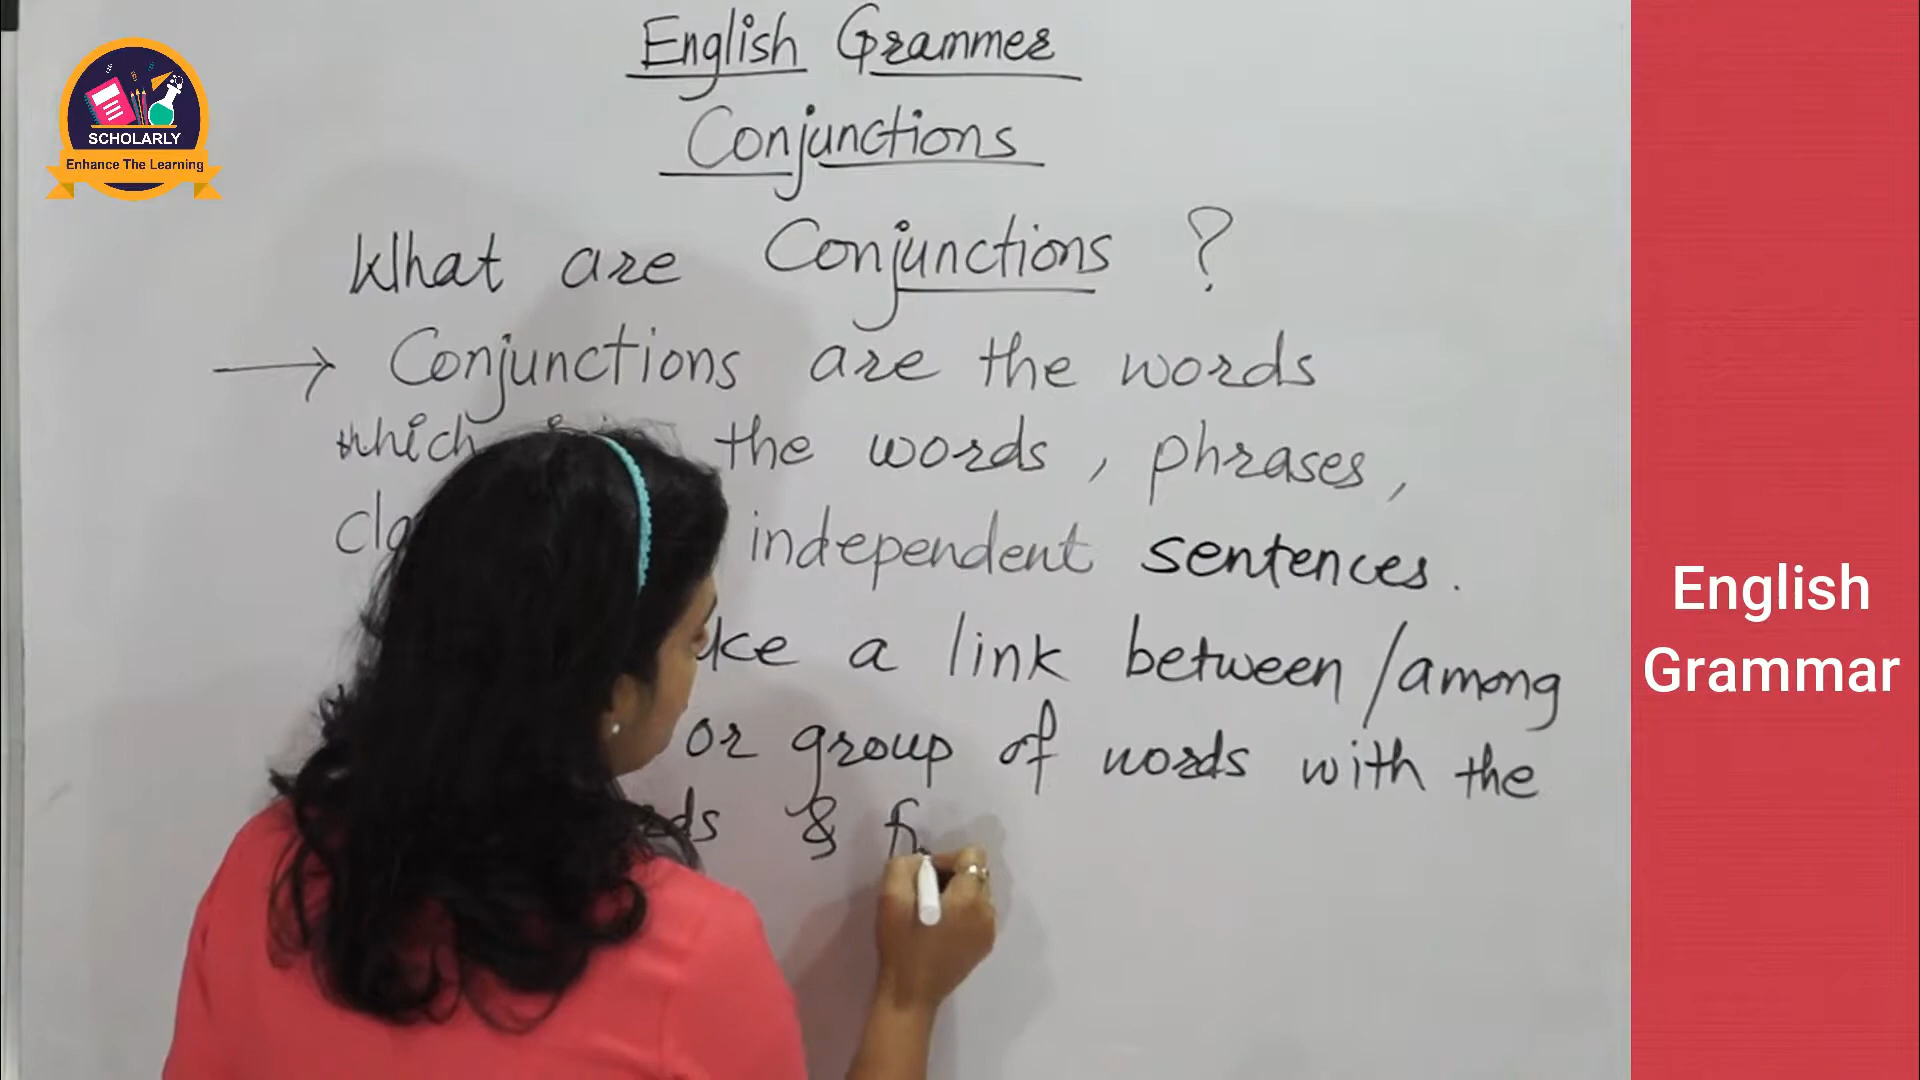 SCHOLARLY
Enhance The Learning
English Grammer
Conjunctions
What are Conjunctions ?
→ Conjunctions are the words
which the words, phrases,
independent sentences.
a link between/among
or group of words with the
&
English
Grammar